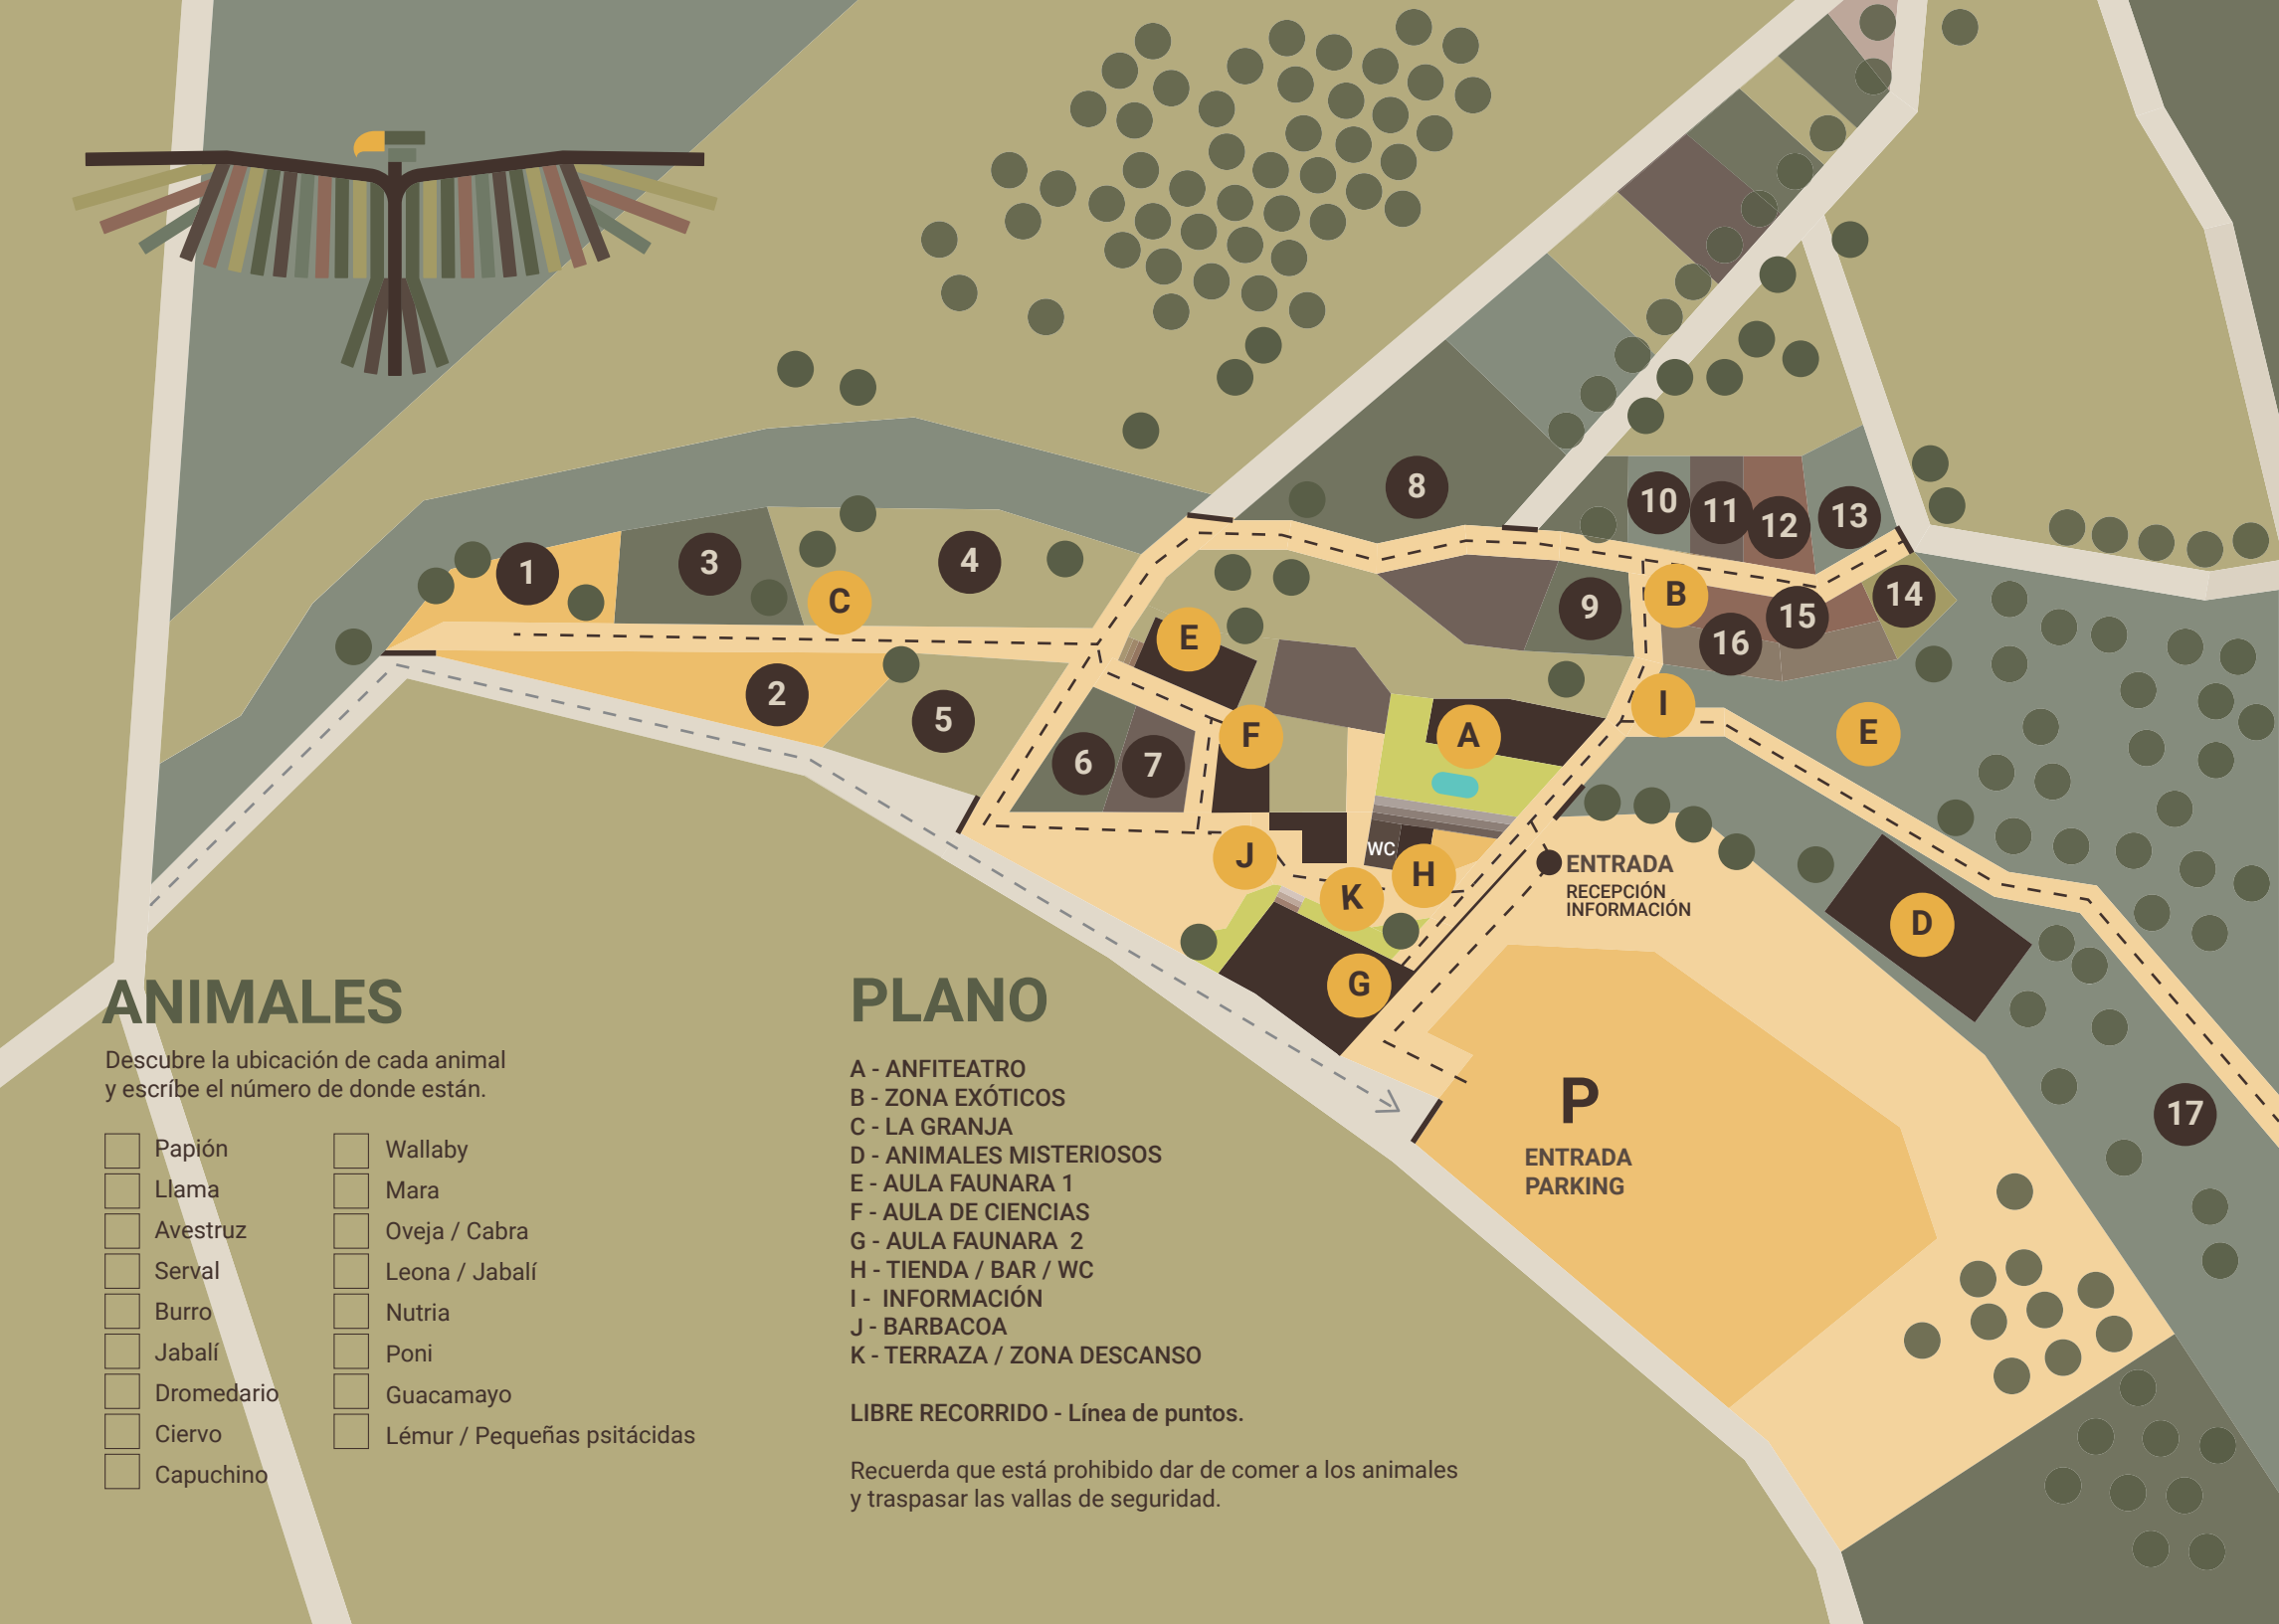 8
10
11
12
13
1
3
4
C
9
B
14
15
16
E
2
5
I
F
A
E
6
7
J
WC
H
K
ENTRADA
RECEPCIÓN
INFORMACIÓN
D
G
P
ENTRADA
PARKING
17
ANIMALES
Descubre la ubicación de cada animal
y escríbe el número de donde están.
Papión
Llama
Avestruz
Serval
Burro
Jabalí
Dromedario
Ciervo
Capuchino
Wallaby
Mara
Oveja / Cabra
Leona / Jabalí
Nutria
Poni
Guacamayo
Lémur / Pequeñas psitácidas
PLANO
A - ANFITEATRO
B - ZONA EXÓTICOS
C - LA GRANJA
D - ANIMALES MISTERIOSOS
E - AULA FAUNARA 1
F - AULA DE CIENCIAS
G - AULA FAUNARA 2
H - TIENDA / BAR / WC
I - INFORMACIÓN
J - BARBACOA
K - TERRAZA / ZONA DESCANSO
LIBRE RECORRIDO - Línea de puntos.
Recuerda que está prohibido dar de comer a los animales
y traspasar las vallas de seguridad.